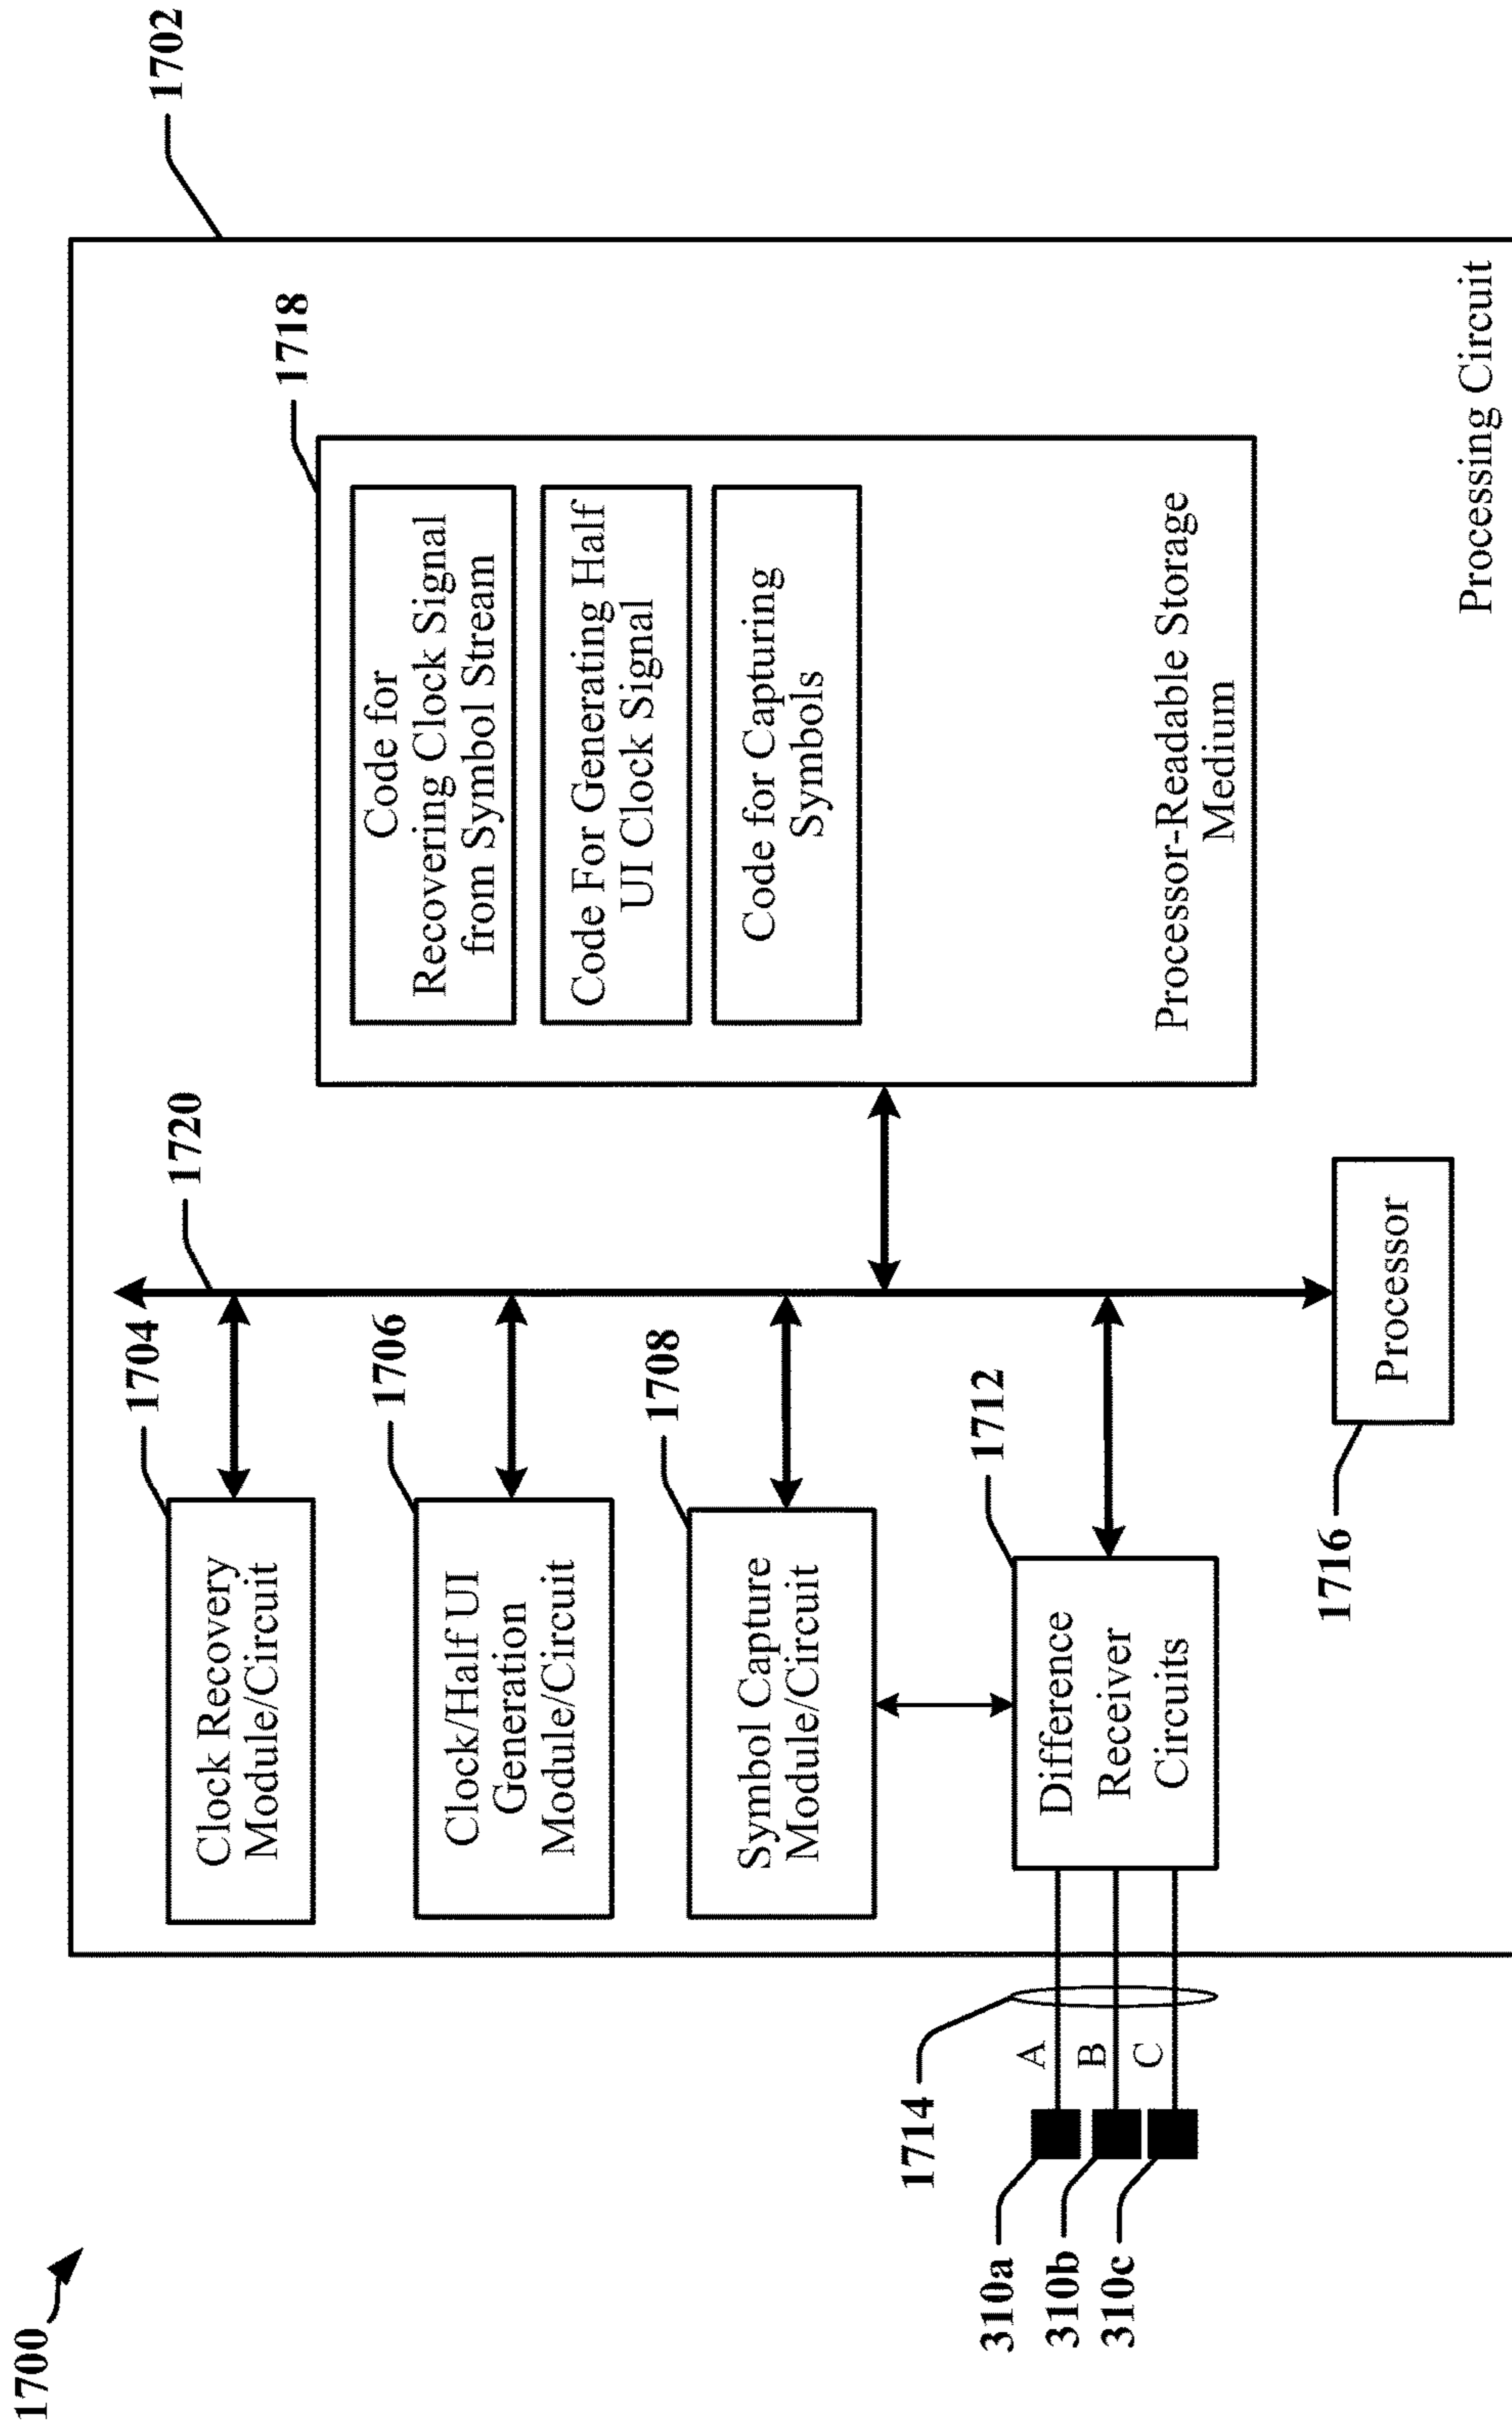 1700
1702
1704
Clock Recovery
Module/Circuit
1706
Clock/Half UI
Generation
Module/Circuit
1708
Symbol Capture
Module/Circuit
1712
Difference
Receiver
Circuits
1714
A
B
C
310a
310b
310c
1720
1716
Processor
1718
Code for
Recovering Clock Signal
from Symbol Stream
Code For Generating Half
UI Clock Signal
Code for Capturing
Symbols
Processor-Readable Storage
Medium
Processing Circuit